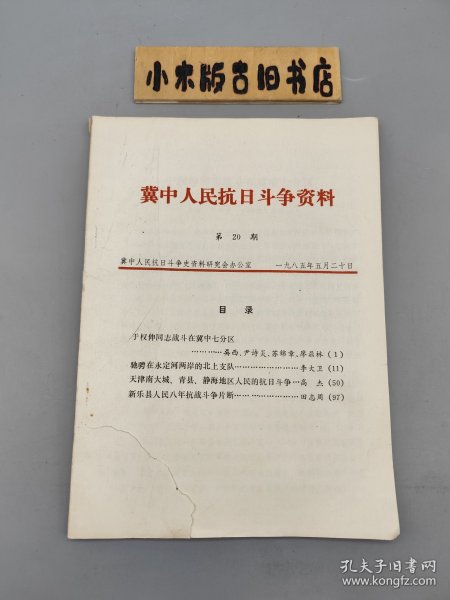 小木版古旧书店
冀中人民抗日斗争资料
第 20 期
冀中人民抗日斗争史资料研究会办公室 一九八五年五月二十日
目 录
于权伸同志战斗在冀中七分区
…………吴西、尹诗炎、苏锦章、廖鼎林（1）
驰骋在永定河两岸的北上支队……………………李大卫（11）
天津南大城、青县、静海地区人民的抗日斗争…高 杰（50）
新乐县人民八年抗战斗争片断……………………田志周（97）
孔夫子旧书网
www.kongfz.com